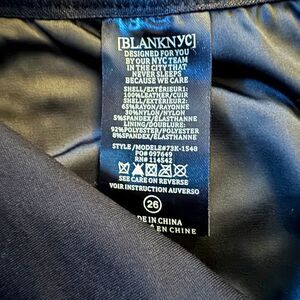 [BLANKNYC]
DESIGNED FOR YOU
BY OUR NYC TEAM
IN THE CITY THAT
NEVER SLEEPS
BECAUSE WE CARE
SHELL/EXTÉRIEUR1:
100%LEATHER/CUIR
SHELL/EXTÉRIEUR2:
65%RAYON/RAYONNE
30%NYLON/NYLON
5%SPANDEX/ÉLASTHANNE
LINING/DOUBLURE:
92%POLYESTER/POLYESTER
8%SPANDEX/ÉLASTHANNE
STYLE/MODELE#73K-1548
PO# 097649
RN# 114542
SEE CARE ON REVERSE
VOIR INSTRUCTION AUVERSO
26
DE IN CHINA
EN CHINE